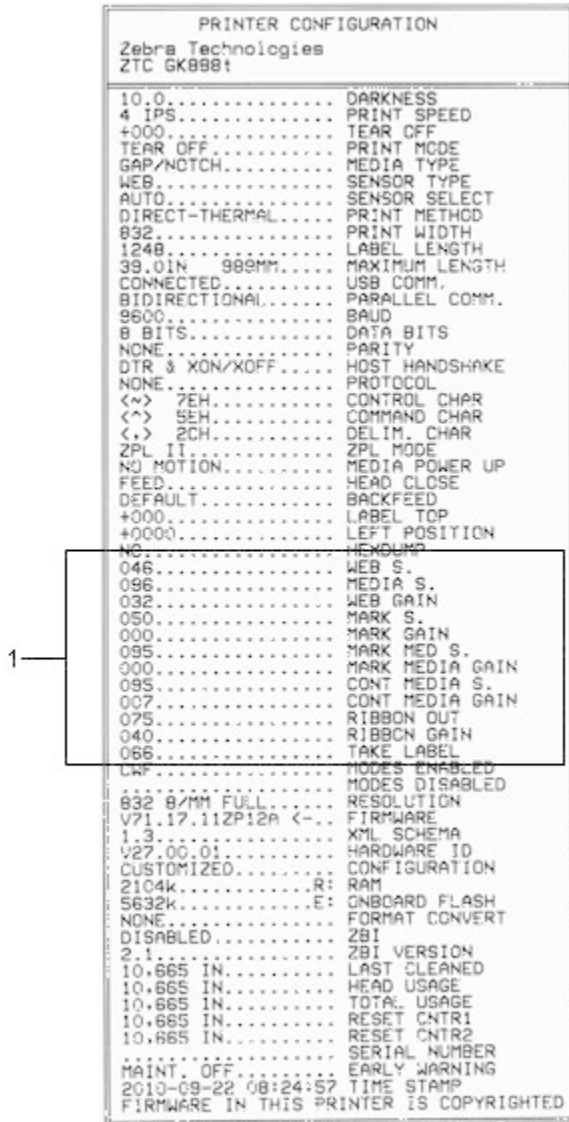 PRINTER CONFIGURATION
Zebra Technologies
ZTC GK888t
10.0............... DARKNESS
4 IPS.............. PRINT SPEED
+000............... TEAR OFF
TEAR OFF........... PRINT MODE
GAP/NOTCH.......... MEDIA TYPE
WEB................ SENSOR TYPE
AUTO............... SENSOR SELECT
DIRECT-THERMAL..... PRINT METHOD
832................ PRINT WIDTH
1248............... LABEL LENGTH
39.0IN   989MM..... MAXIMUM LENGTH
CONNECTED.......... USB COMM.
BIDIRECTIONAL...... PARALLEL COMM.
9600............... BAUD
8 BITS............. DATA BITS
NONE............... PARITY
DTR & XON/XOFF..... HOST HANDSHAKE
NONE............... PROTOCOL
<~>  7EH........... CONTROL CHAR
<^>  5EH........... COMMAND CHAR
<,>  2CH........... DELIM. CHAR
ZPL II............. ZPL MODE
NO MOTION.......... MEDIA POWER UP
FEED............... HEAD CLOSE
DEFAULT............ BACKFEED
+000............... LABEL TOP
+0000.............. LEFT POSITION
NO................. HEXDUMP
046................ WEB S.
096................ MEDIA S.
032................ WEB GAIN
050................ MARK S.
000................ MARK GAIN
095................ MARK MED S.
000................ MARK MEDIA GAIN
095................ CONT MEDIA S.
007................ CONT MEDIA GAIN
075................ RIBBON OUT
040................ RIBBON GAIN
066................ TAKE LABEL
CWF................ MODES ENABLED
................... MODES DISABLED
832 8/MM FULL...... RESOLUTION
V71.17.11ZP12A <-.. FIRMWARE
1.3................ XML SCHEMA
V27.00.01.......... HARDWARE ID
CUSTOMIZED......... CONFIGURATION
2104k............R: RAM
5632k............E: ONBOARD FLASH
NONE............... FORMAT CONVERT
DISABLED........... ZBI
2.1................ ZBI VERSION
10,665 IN.......... LAST CLEANED
10,665 IN.......... HEAD USAGE
10,665 IN.......... TOTAL USAGE
10,665 IN.......... RESET CNTR1
10,665 IN.......... RESET CNTR2
................... SERIAL NUMBER
MAINT. OFF......... EARLY WARNING
2010-09-22 08:24:57 TIME STAMP
FIRMWARE IN THIS PRINTER IS COPYRIGHTED
1